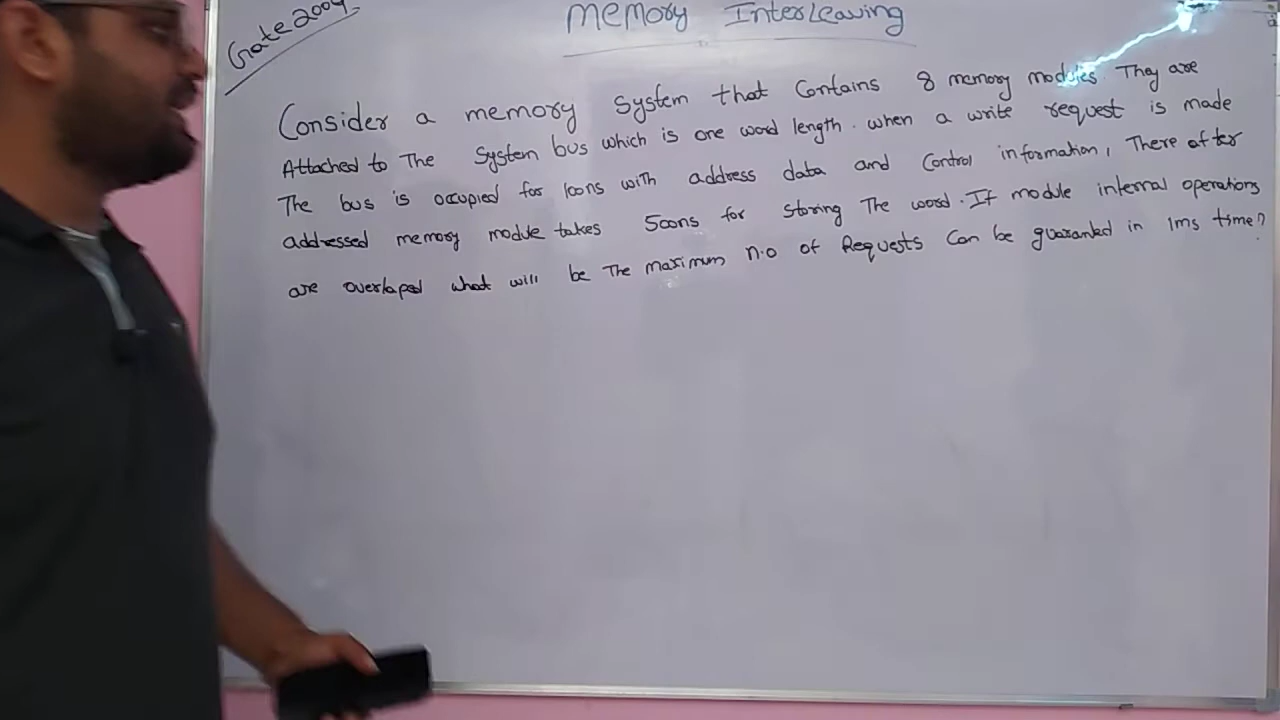 Gate2009
Memory Interleaving
Consider a memory system that contains 8 memory modules They are
Attached to The system bus which is one word length. when a write request is made
The bus is occupied for 100ns with address data and control information, There after
addressed memory module takes 500ns for storing The word. If module internal operations
are overlaped what will be The maximum n.o of Requests can be guaranted in 1ms time?